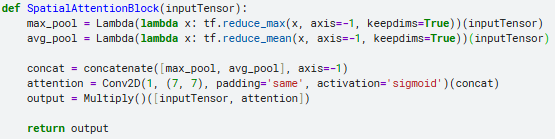 def SpatialAttentionBlock(inputTensor):
    max_pool = Lambda(lambda x: tf.reduce_max(x, axis=-1, keepdims=True))(inputTensor)
    avg_pool = Lambda(lambda x: tf.reduce_mean(x, axis=-1, keepdims=True))(inputTensor)

    concat = concatenate([max_pool, avg_pool], axis=-1)
    attention = Conv2D(1, (7, 7), padding='same', activation='sigmoid')(concat)
    output = Multiply()([inputTensor, attention])

    return output